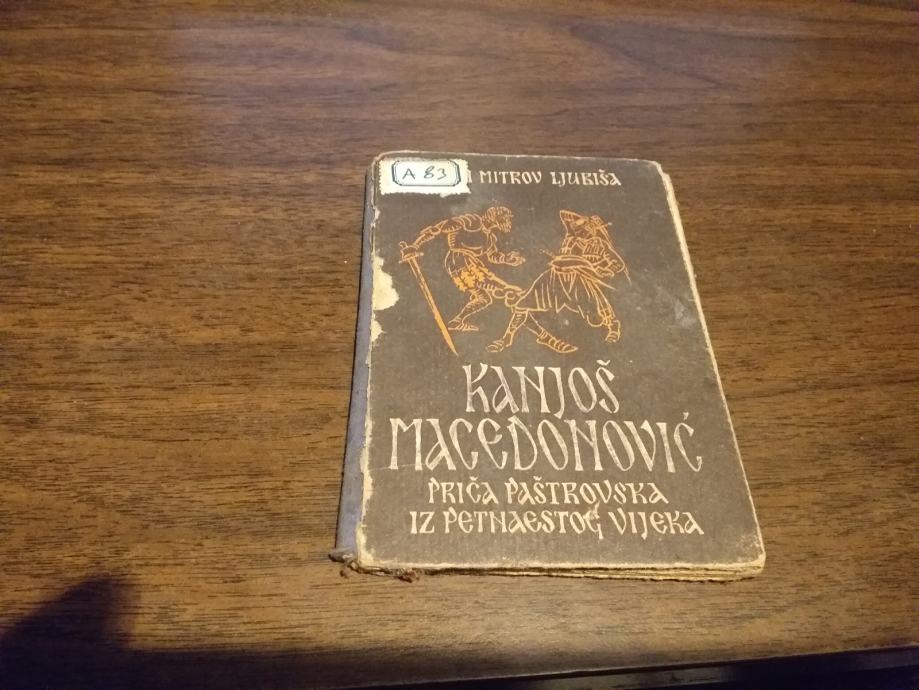 A 83
MITROV LJUBIŠA
KANJOŠ
MACEDONOVIĆ
PRIČA PAŠTROVSKA
IZ PETNAESTOG VIJEKA